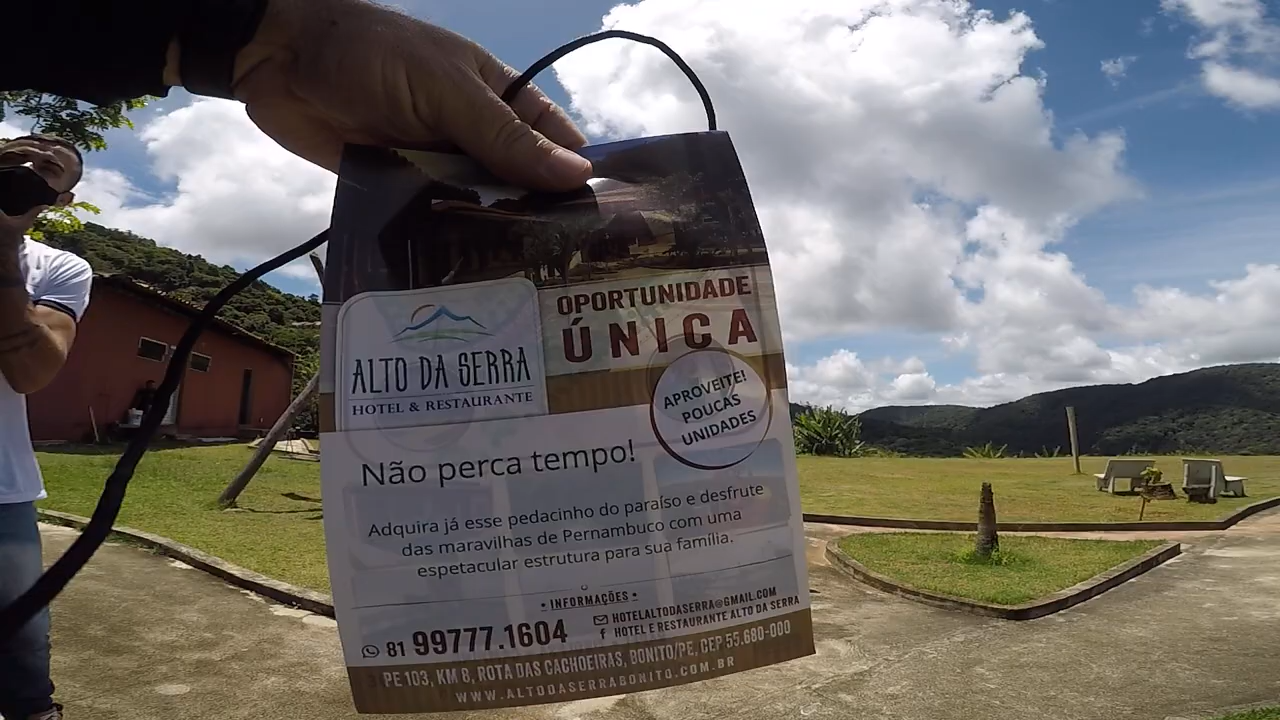 OPORTUNIDADE
ÚNICA
ALTO DA SERRA
HOTEL & RESTAURANTE
APROVEITE!
POUCAS
UNIDADES
Não perca tempo!
Adquira já esse pedacinho do paraíso e desfrute
das maravilhas de Pernambuco com uma
espetacular estrutura para sua família.
• INFORMAÇÕES •
81 99777.1604
HOTELALTODASERRA@GMAIL.COM
HOTEL E RESTAURANTE ALTO DA SERRA
PE 103, KM 8, ROTA DAS CACHOEIRAS, BONITO/PE, CEP 55.680-000
WWW.ALTODASERRABONITO.COM.BR